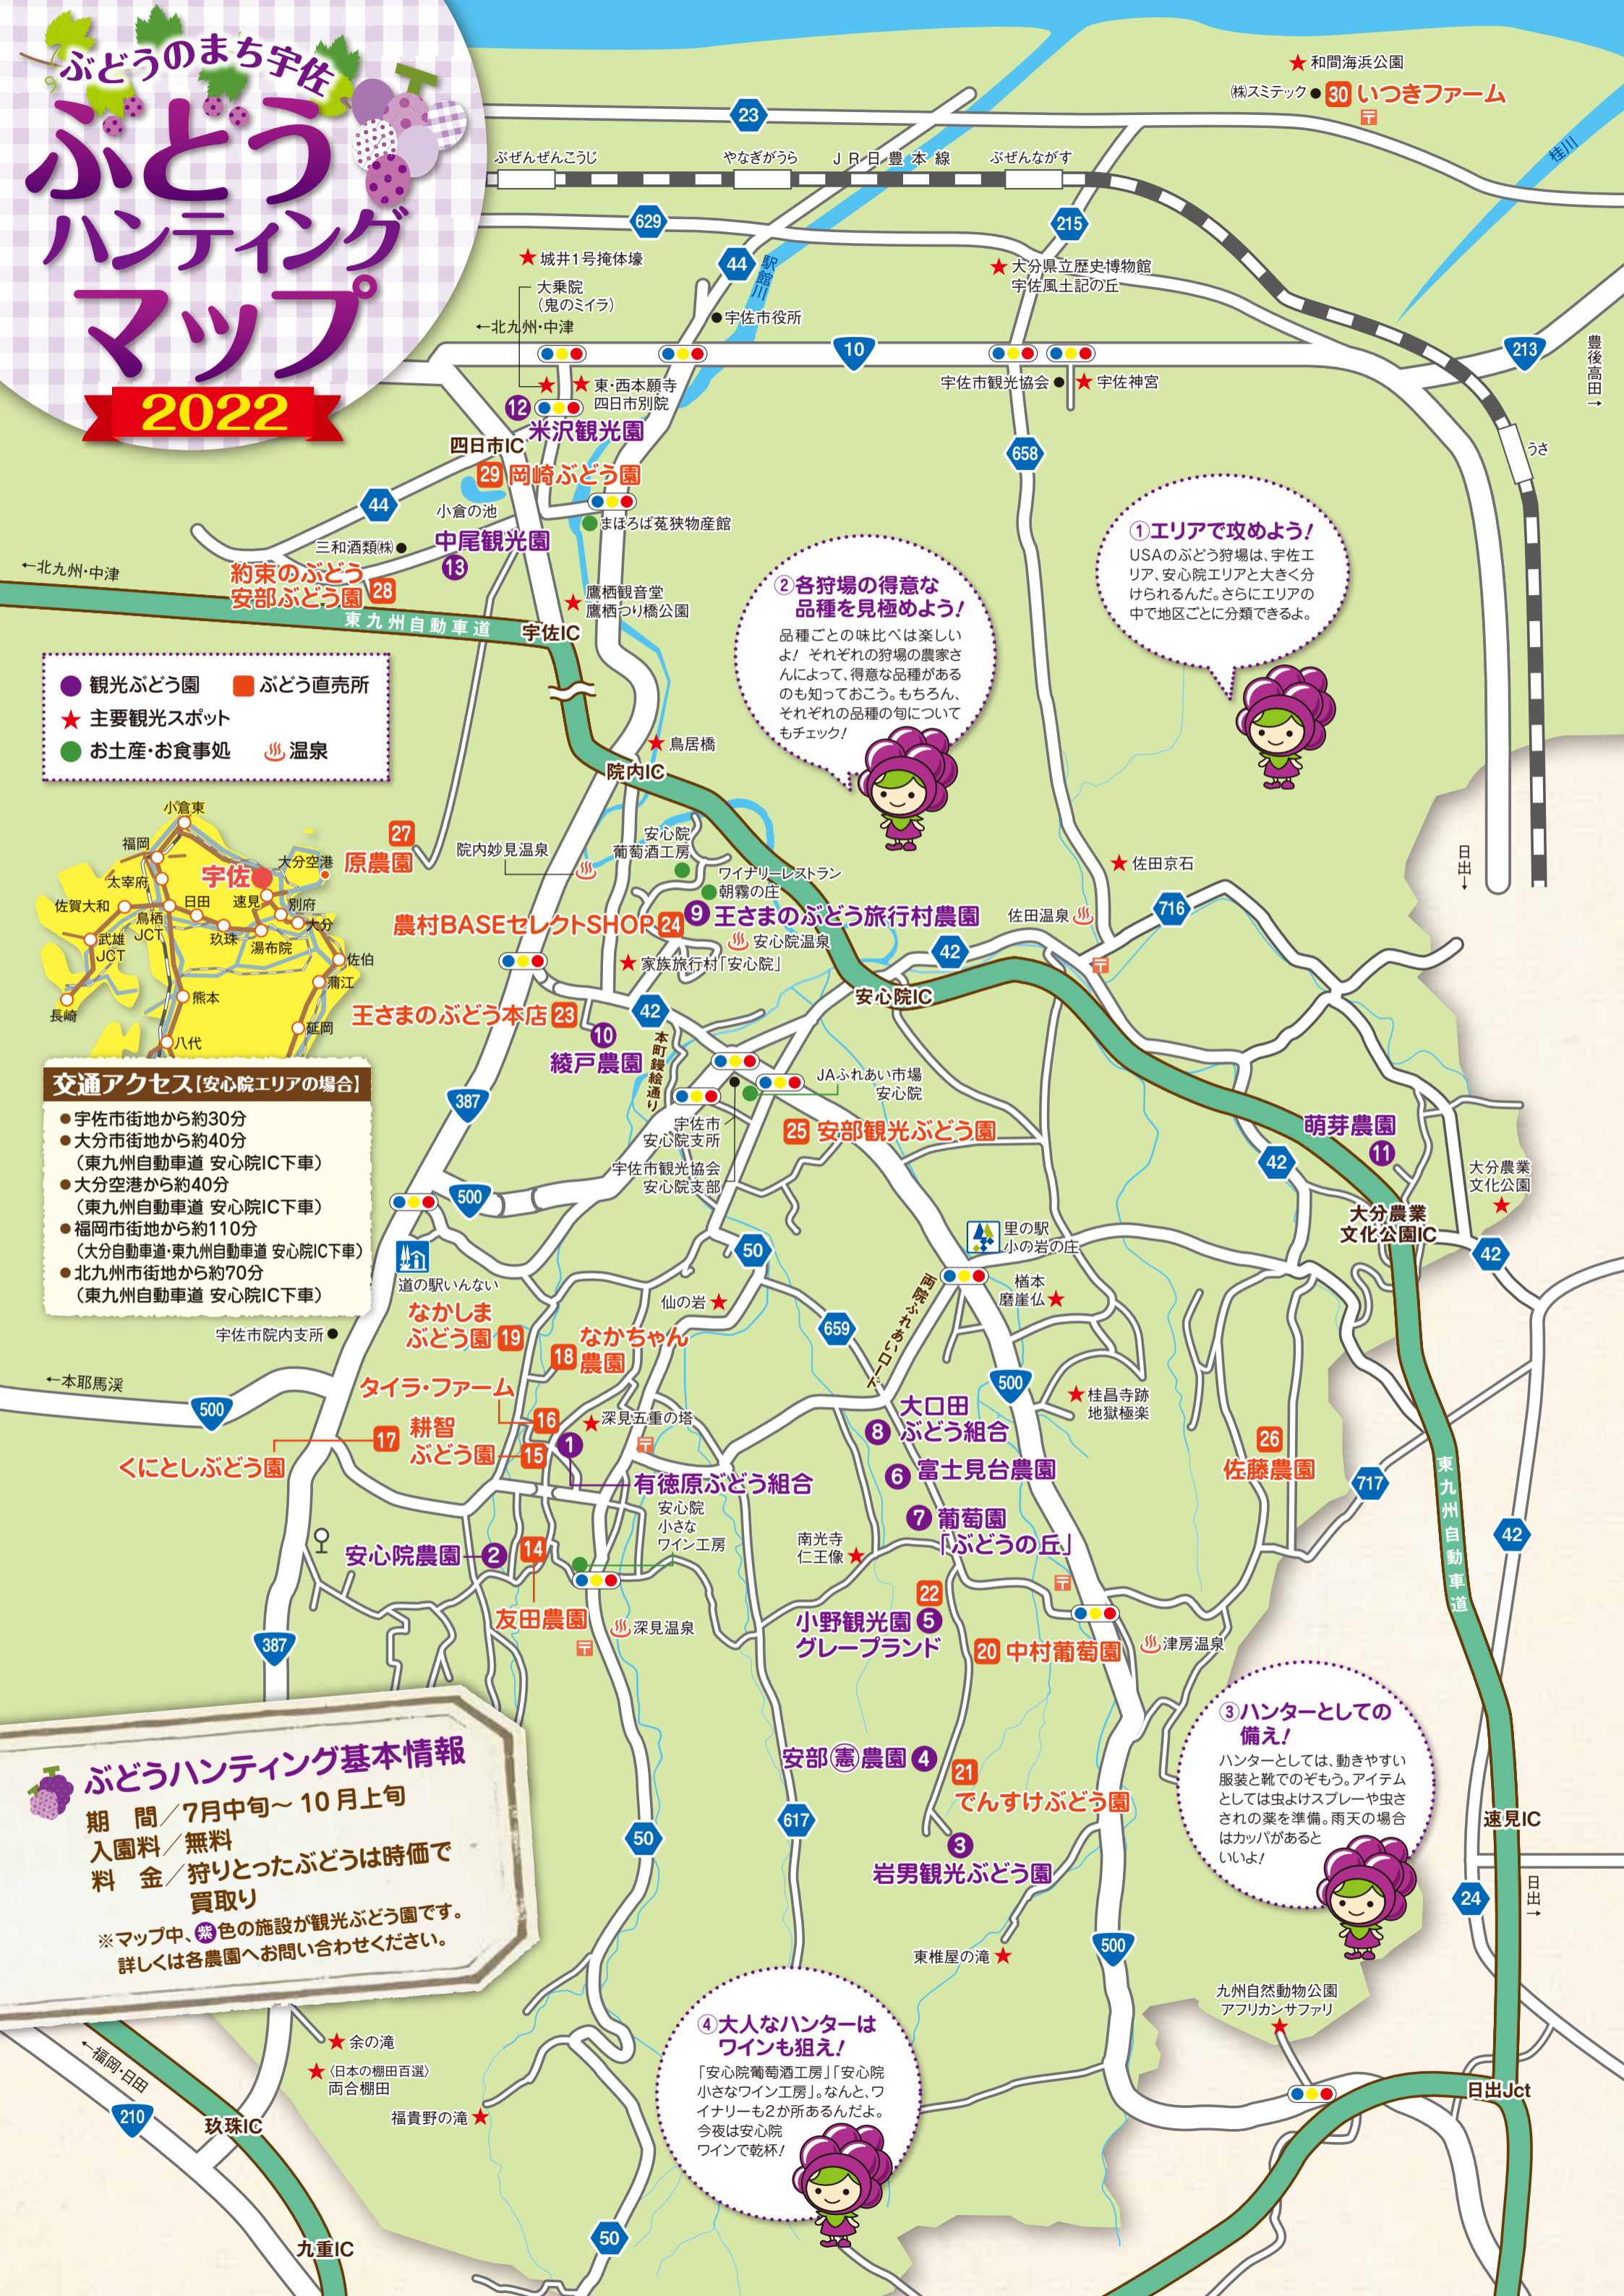 ぶどうのまち宇佐
ぶどう
ハンティング
マップ
2022
★和間海浜公園
㈱スミテック●
30 いつきファーム
桂川
23
ぶぜんぜんこうじ
やなぎがうら
JR日豊本線
ぶぜんながす
629
215
44
駅館川
★城井1号掩体壕
大乗院
(鬼のミイラ)
←北九州・中津
●宇佐市役所
★大分県立歴史博物館
宇佐風土記の丘
10
213
豊後高田→
宇佐市観光協会●
★宇佐神宮
★東・西本願寺
四日市別院
12
米沢観光園
四日市IC
29 岡崎ぶどう園
44
小倉の池
まほろば菟狭物産館
658
うさ
三和酒類㈱●
中尾観光園
13
←北九州・中津
約束のぶどう
安部ぶどう園 28
東九州自動車道
宇佐IC
★鷹栖観音堂
鷹栖つり橋公園
①エリアで攻めよう!
USAのぶどう狩場は、宇佐エ
リア、安心院エリアと大きく分
けられるんだ。さらにエリアの
中で地区ごとに分類できるよ。
②各狩場の得意な
品種を見極めよう!
品種ごとの味比べは楽しい
よ! それぞれの狩場の農家さ
んによって、得意な品種がある
のも知っておこう。もちろん、
それぞれの品種の旬について
もチェック!
●観光ぶどう園
■ぶどう直売所
★主要観光スポット
●お土産・お食事処
温泉
★鳥居橋
院内IC
小倉東
福岡
太宰府
宇佐
大分空港
佐賀大和
鳥栖
JCT
日田
速見
別府
武雄
JCT
玖珠
湯布院
大分
佐伯
蒲江
長崎
熊本
延岡
八代
27
原農園
院内妙見温泉
安心院
葡萄酒工房
ワイナリーレストラン
朝霧の庄
農村BASEセレクトSHOP 24
9 王さまのぶどう旅行村農園
安心院温泉
★家族旅行村「安心院」
佐田温泉
★佐田京石
716
日出→
42
安心院IC
王さまのぶどう本店 23
42
10
綾戸農園
本町鏝絵通り
JAふれあい市場
安心院
宇佐市
安心院支所
宇佐市観光協会
安心院支部
25 安部観光ぶどう園
387
交通アクセス【安心院エリアの場合】
●宇佐市街地から約30分
●大分市街地から約40分
(東九州自動車道 安心院IC下車)
●大分空港から約40分
(東九州自動車道 安心院IC下車)
●福岡市街地から約110分
(大分自動車道・東九州自動車道 安心院IC下車)
●北九州市街地から約70分
(東九州自動車道 安心院IC下車)
萌芽農園
11
42
大分農業
文化公園
★
大分農業
文化公園IC
42
500
道の駅いんない
50
里の駅
小の岩の庄
楢本
磨崖仏★
仙の岩★
659
両院ふれあいロード
宇佐市院内支所●
なかしま
ぶどう園 19
18 なかちゃん
農園
タイラ・ファーム
16
←本耶馬渓
500
17 耕智
ぶどう園
15
くにとしぶどう園
★深見五重の塔
1
有徳原ぶどう組合
500
★桂昌寺跡
地獄極楽
大口田
8 ぶどう組合
6 富士見台農園
7 葡萄園
「ぶどうの丘」
26
佐藤農園
717
東九州自動車道
42
安心院
小さな
ワイン工房
南光寺
仁王像★
安心院農園 2
14
友田農園
深見温泉
22
小野観光園 5
グレープランド
20 中村葡萄園
津房温泉
387
③ハンターとしての
備え!
ハンターとしては、動きやすい
服装と靴でのぞもう。アイテム
としては虫よけスプレーや虫さ
されの薬を準備。雨天の場合
はカッパがあると
いいよ!
ぶどうハンティング基本情報
期 間／7月中旬〜10月上旬
入園料／無料
料 金／狩りとったぶどうは時価で
買取り
※マップ中、紫色の施設が観光ぶどう園です。
詳しくは各農園へお問い合わせください。
安部㊝農園 4
21
でんすけぶどう園
3
岩男観光ぶどう園
50
617
速見IC
24
日出→
東椎屋の滝★
500
九州自然動物公園
アフリカンサファリ
★
④大人なハンターは
ワインも狙え!
「安心院葡萄酒工房」「安心院
小さなワイン工房」。なんと、ワ
イナリーも2か所あるんだよ。
今夜は安心院
ワインで乾杯!
★余の滝
★〈日本の棚田百選〉
両合棚田
福貴野の滝★
←福岡・日田
210
玖珠IC
九重IC
50
日出Jct